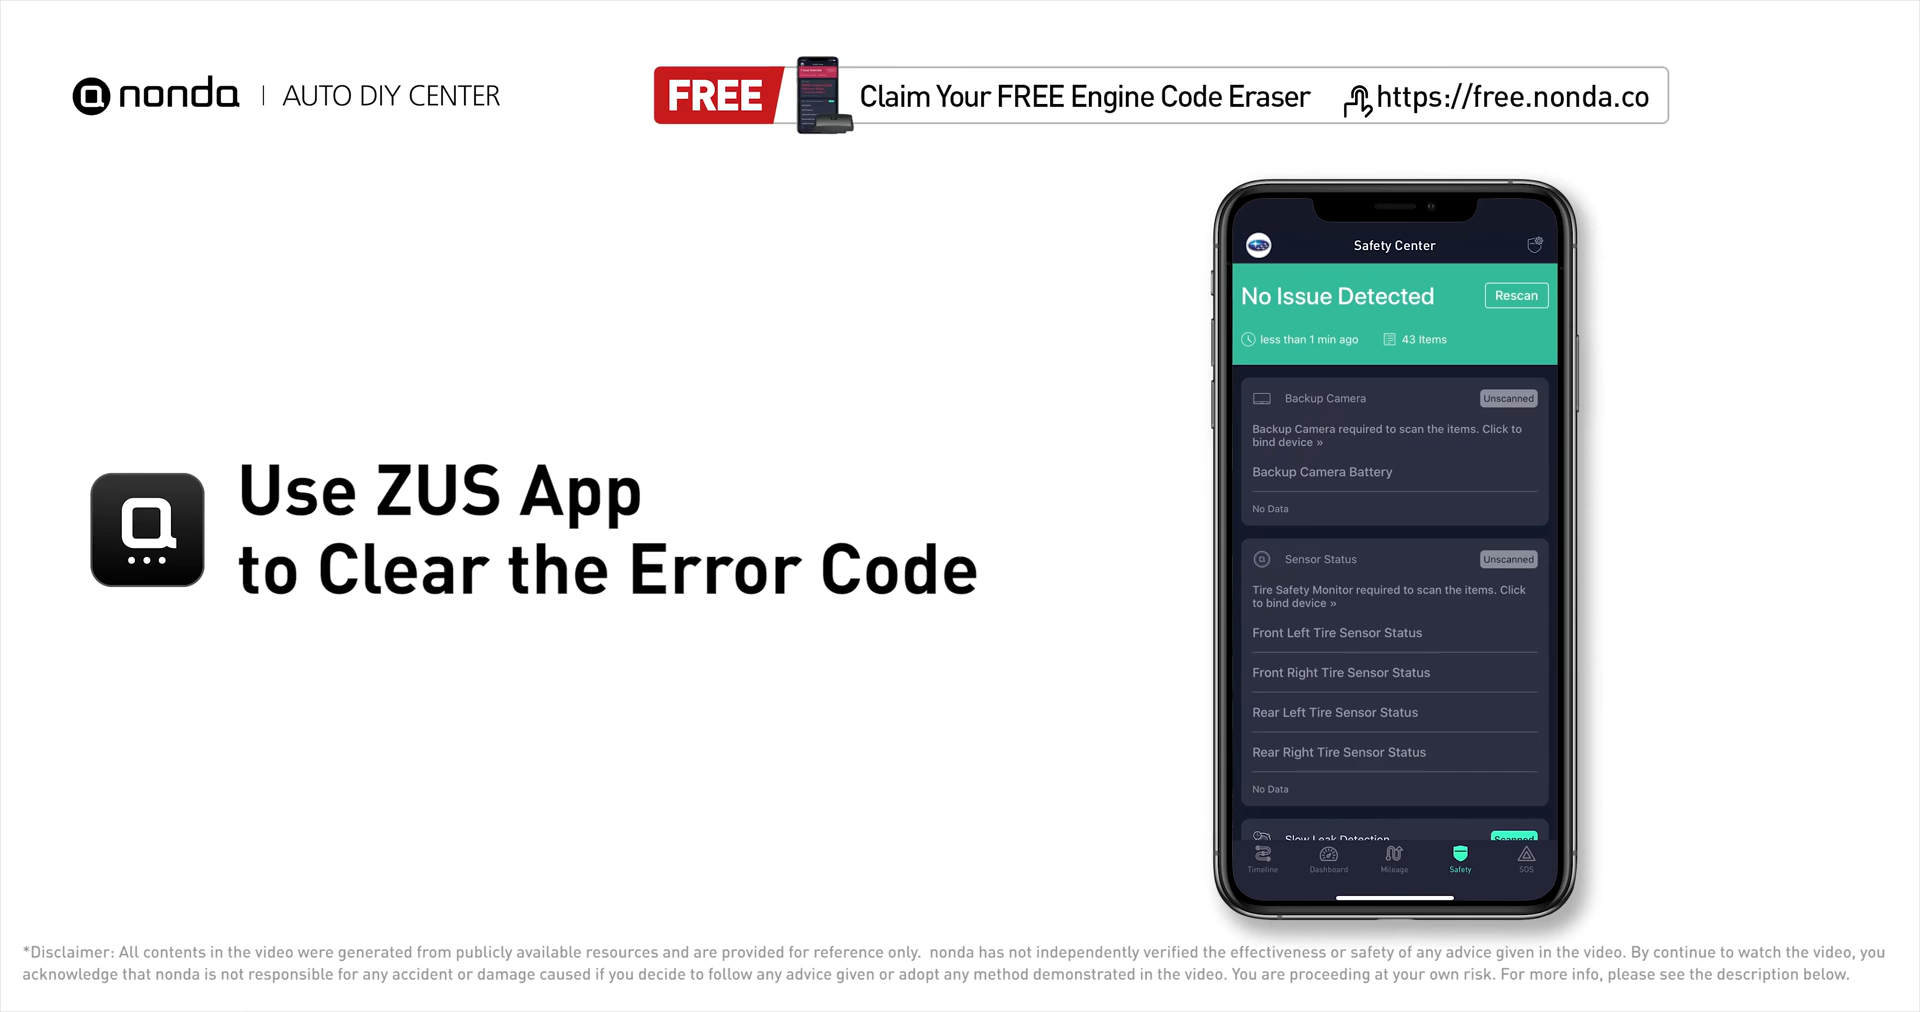 nonda | AUTO DIY CENTER
FREE Claim Your FREE Engine Code Eraser https://free.nonda.co
Use ZUS App
to Clear the Error Code
Safety Center
No Issue Detected Rescan
less than 1 min ago 43 Items
Backup Camera Unscanned
Backup Camera required to scan the items. Click to
bind device »
Backup Camera Battery
No Data
Sensor Status Unscanned
Tire Safety Monitor required to scan the items. Click
to bind device »
Front Left Tire Sensor Status
Front Right Tire Sensor Status
Rear Left Tire Sensor Status
Rear Right Tire Sensor Status
No Data
Slow Leak Detection Scanned
Timeline Dashboard Mileage Safety SOS
*Disclaimer: All contents in the video were generated from publicly available resources and are provided for reference only. nonda has not independently verified the effectiveness or safety of any advice given in the video. By continue to watch the video, you
acknowledge that nonda is not responsible for any accident or damage caused if you decide to follow any advice given or adopt any method demonstrated in the video. You are proceeding at your own risk. For more info, please see the description below.